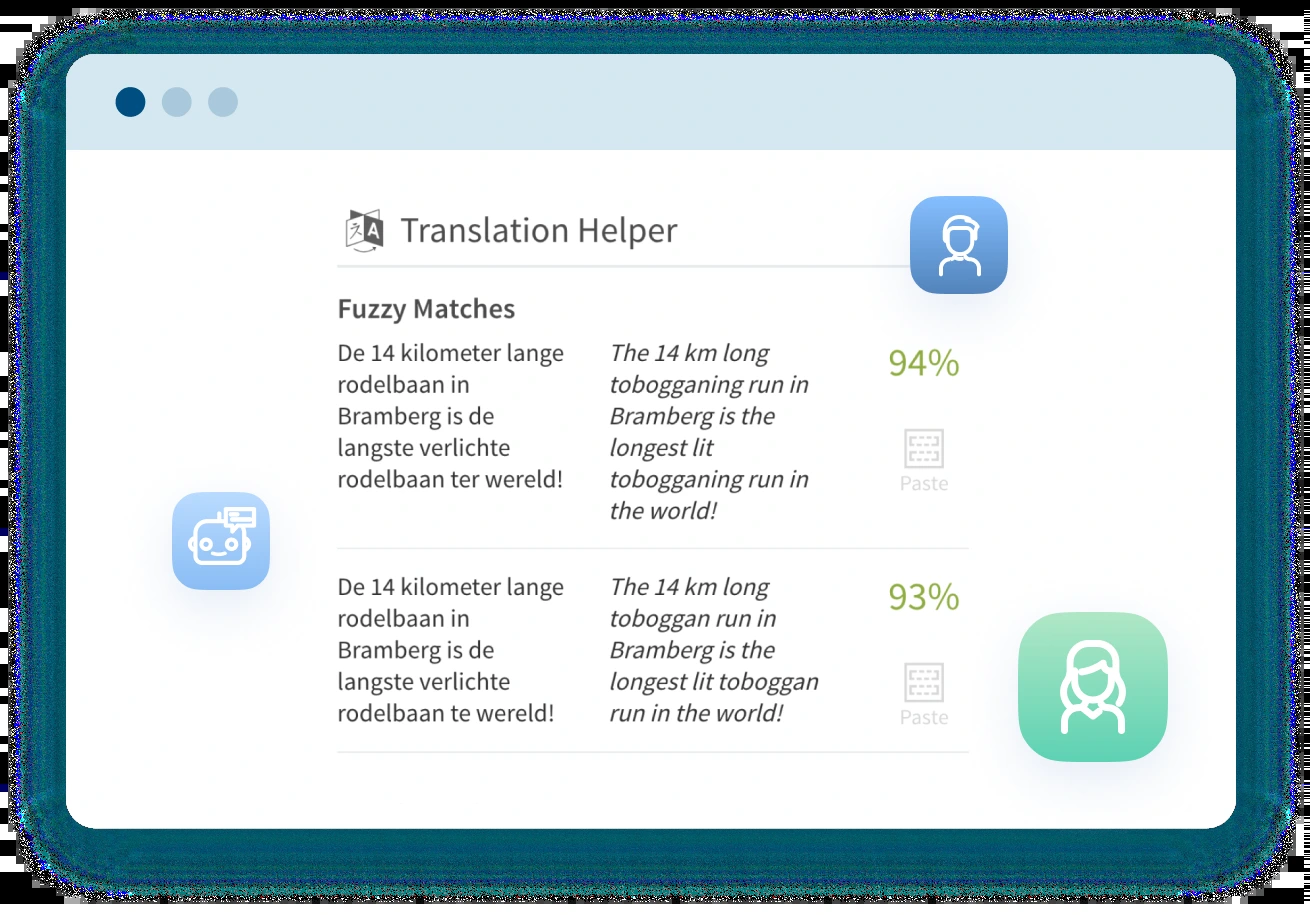 Translation Helper
Fuzzy Matches
De 14 kilometer lange
rodelbaan in
Bramberg is de
langste verlichte
rodelbaan ter wereld!
The 14 km long
tobogganing run in
Bramberg is the
longest lit
tobogganing run in
the world!
94%
Paste
De 14 kilometer lange
rodelbaan in
Bramberg is de
langste verlichte
rodelbaan te wereld!
The 14 km long
toboggan run in
Bramberg is the
longest lit toboggan
run in the world!
93%
Paste